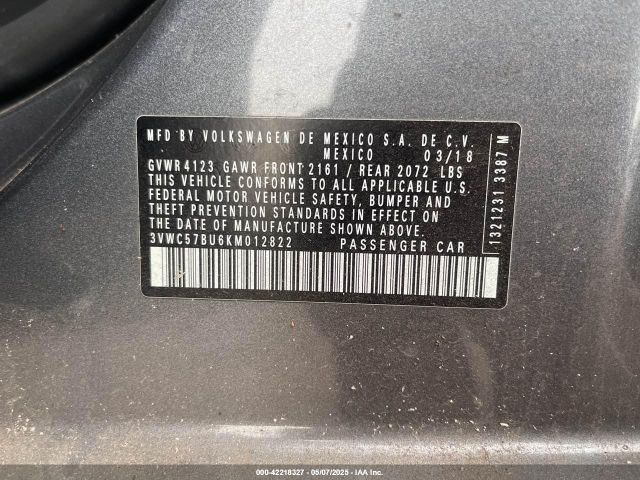 MFD BY VOLKSWAGEN DE MEXICO S.A. DE C.V.
MEXICO 03/18
GVWR 4123 GAWR FRONT 2161 / REAR 2072 LBS
THIS VEHICLE CONFORMS TO ALL APPLICABLE U.S.
FEDERAL MOTOR VEHICLE SAFETY, BUMPER AND
THEFT PREVENTION STANDARDS IN EFFECT ON
THE DATE OF MANUFACTURE SHOWN ABOVE.
3VWC57BU6KM012822 PASSENGER CAR
1321231 3387 M
000-42218327 - 05/07/2025 - IAA Inc.